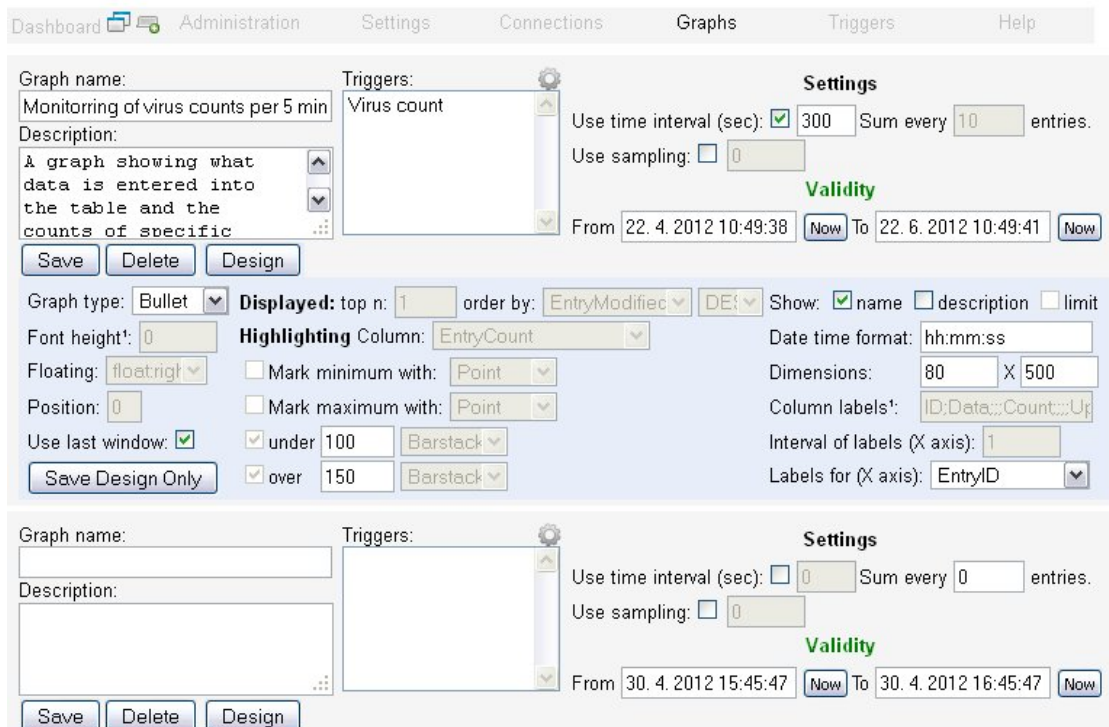 Dashboard Administration Settings Connections Graphs Triggers Help
Graph name:
Monitorring of virus counts per 5 min
Description:
A graph showing what
data is entered into
the table and the
counts of specific
Triggers:
Virus count
Settings
Use time interval (sec): 300 Sum every 10 entries.
Use sampling: 0
Validity
From 22. 4. 2012 10:49:38 Now To 22. 6. 2012 10:49:41 Now
Save Delete Design
Graph type: Bullet Displayed: top n: 1 order by: EntryModified DES Show: name description limit
Font height¹: 0 Highlighting Column: EntryCount Date time format: hh:mm:ss
Floating: float:righ Mark minimum with: Point Dimensions: 80 X 500
Position: 0 Mark maximum with: Point Column labels¹: ID;Data;;;Count;;;Up
Use last window: under 100 Barstack Interval of labels (X axis): 1
Save Design Only over 150 Barstack Labels for (X axis): EntryID
Graph name:
Description:
Triggers:
Settings
Use time interval (sec): 0 Sum every 0 entries.
Use sampling: 0
Validity
From 30. 4. 2012 15:45:47 Now To 30. 4. 2012 16:45:47 Now
Save Delete Design